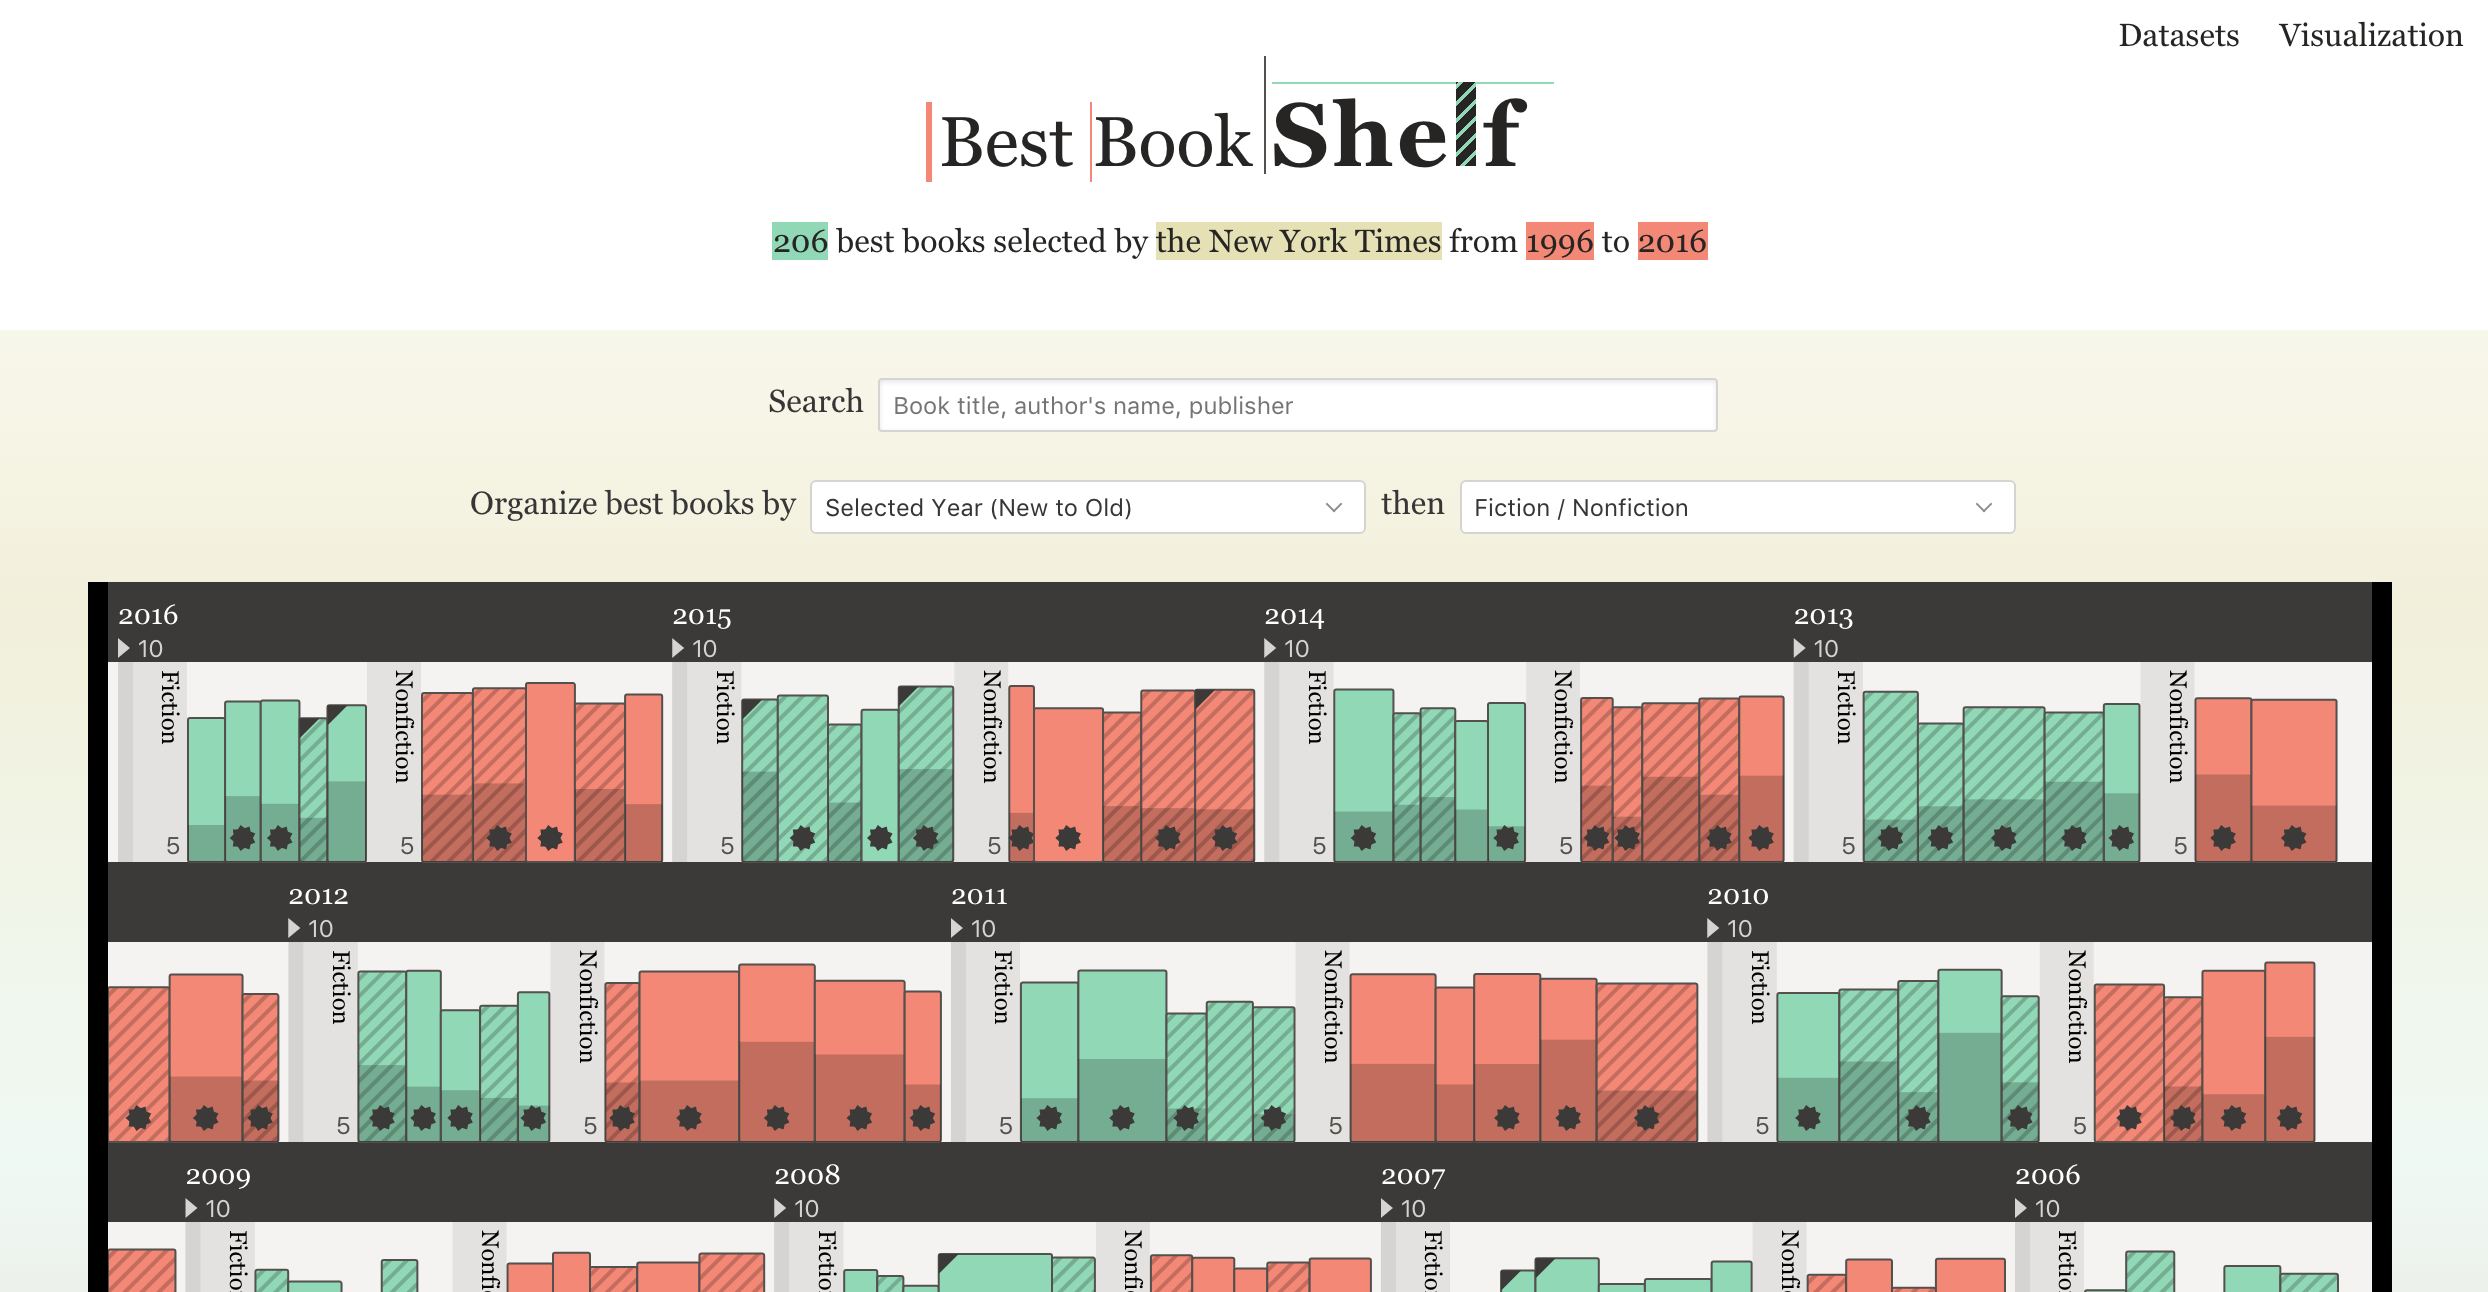 Datasets Visualization
Best Book Shelf
206 best books selected by the New York Times from 1996 to 2016
Search Book title, author's name, publisher
Organize best books by Selected Year (New to Old) then Fiction / Nonfiction
2016 2015 2014 2013
10 10 10 10
Fiction Nonfiction Fiction Nonfiction Fiction Nonfiction Fiction Nonfiction
5 5 5 5 5 5 5 5
2012 2011 2010
10 10 10
Fiction Nonfiction Fiction Nonfiction Fiction Nonfiction
5 5 5 5 5 5
2009 2008 2007 2006
10 10 10 10
Fictio Nonfi Fictio Nonfi Fictio Nonfi Fictio